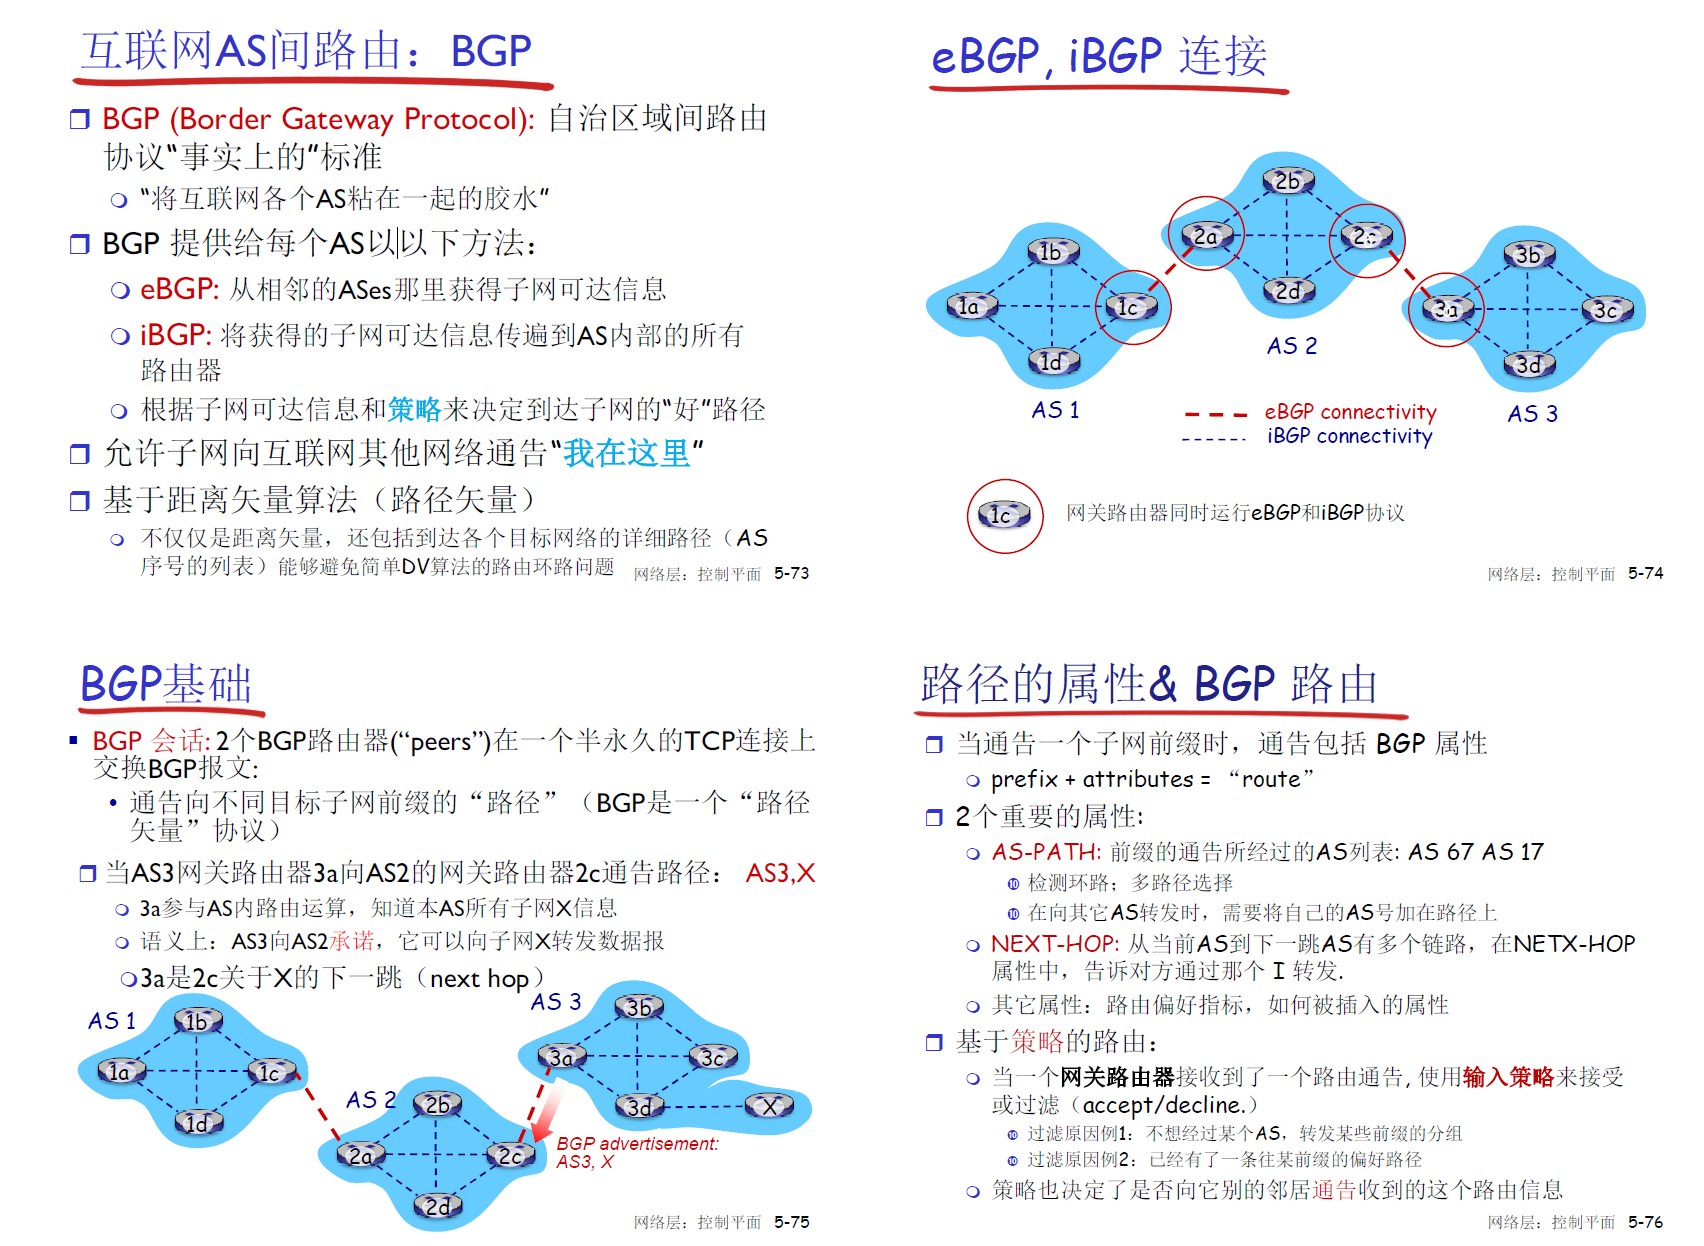 互联网AS间路由：BGP
BGP (Border Gateway Protocol): 自治区域间路由
协议“事实上的”标准
“将互联网各个AS粘在一起的胶水”
BGP 提供给每个AS以以下方法：
eBGP: 从相邻的ASes那里获得子网可达信息
iBGP: 将获得的子网可达信息传遍到AS内部的所有
路由器
根据子网可达信息和策略来决定到达子网的“好”路径
允许子网向互联网其他网络通告“我在这里”
基于距离矢量算法（路径矢量）
不仅仅是距离矢量，还包括到达各个目标网络的详细路径（AS
序号的列表）能够避免简单DV算法的路由环路问题
网络层：控制平面 5-73
eBGP, iBGP 连接
2b
2a
2c
2d
1b
1a
1c
1d
3b
3a
3c
3d
AS 2
AS 1
AS 3
eBGP connectivity
iBGP connectivity
1c
网关路由器同时运行eBGP和iBGP协议
网络层：控制平面 5-74
BGP基础
BGP 会话: 2个BGP路由器(“peers”)在一个半永久的TCP连接上
交换BGP报文:
通告向不同目标子网前缀的“路径”（BGP是一个“路径
矢量”协议）
当AS3网关路由器3a向AS2的网关路由器2c通告路径： AS3,X
3a参与AS内路由运算，知道本AS所有子网X信息
语义上：AS3向AS2承诺，它可以向子网X转发数据报
3a是2c关于X的下一跳（next hop）
AS 1
1b
1a
1c
1d
AS 2
2b
2a
2c
2d
AS 3
3b
3a
3c
3d
X
BGP advertisement:
AS3, X
网络层：控制平面 5-75
路径的属性& BGP 路由
当通告一个子网前缀时，通告包括 BGP 属性
prefix + attributes = “route”
2个重要的属性:
AS-PATH: 前缀的通告所经过的AS列表: AS 67 AS 17
检测环路；多路径选择
在向其它AS转发时，需要将自己的AS号加在路径上
NEXT-HOP: 从当前AS到下一跳AS有多个链路，在NETX-HOP
属性中，告诉对方通过那个 I 转发.
其它属性：路由偏好指标，如何被插入的属性
基于策略的路由：
当一个网关路由器接收到了一个路由通告, 使用输入策略来接受
或过滤（accept/decline.）
过滤原因例1：不想经过某个AS，转发某些前缀的分组
过滤原因例2：已经有了一条往某前缀的偏好路径
策略也决定了是否向它别的邻居通告收到的这个路由信息
网络层：控制平面 5-76